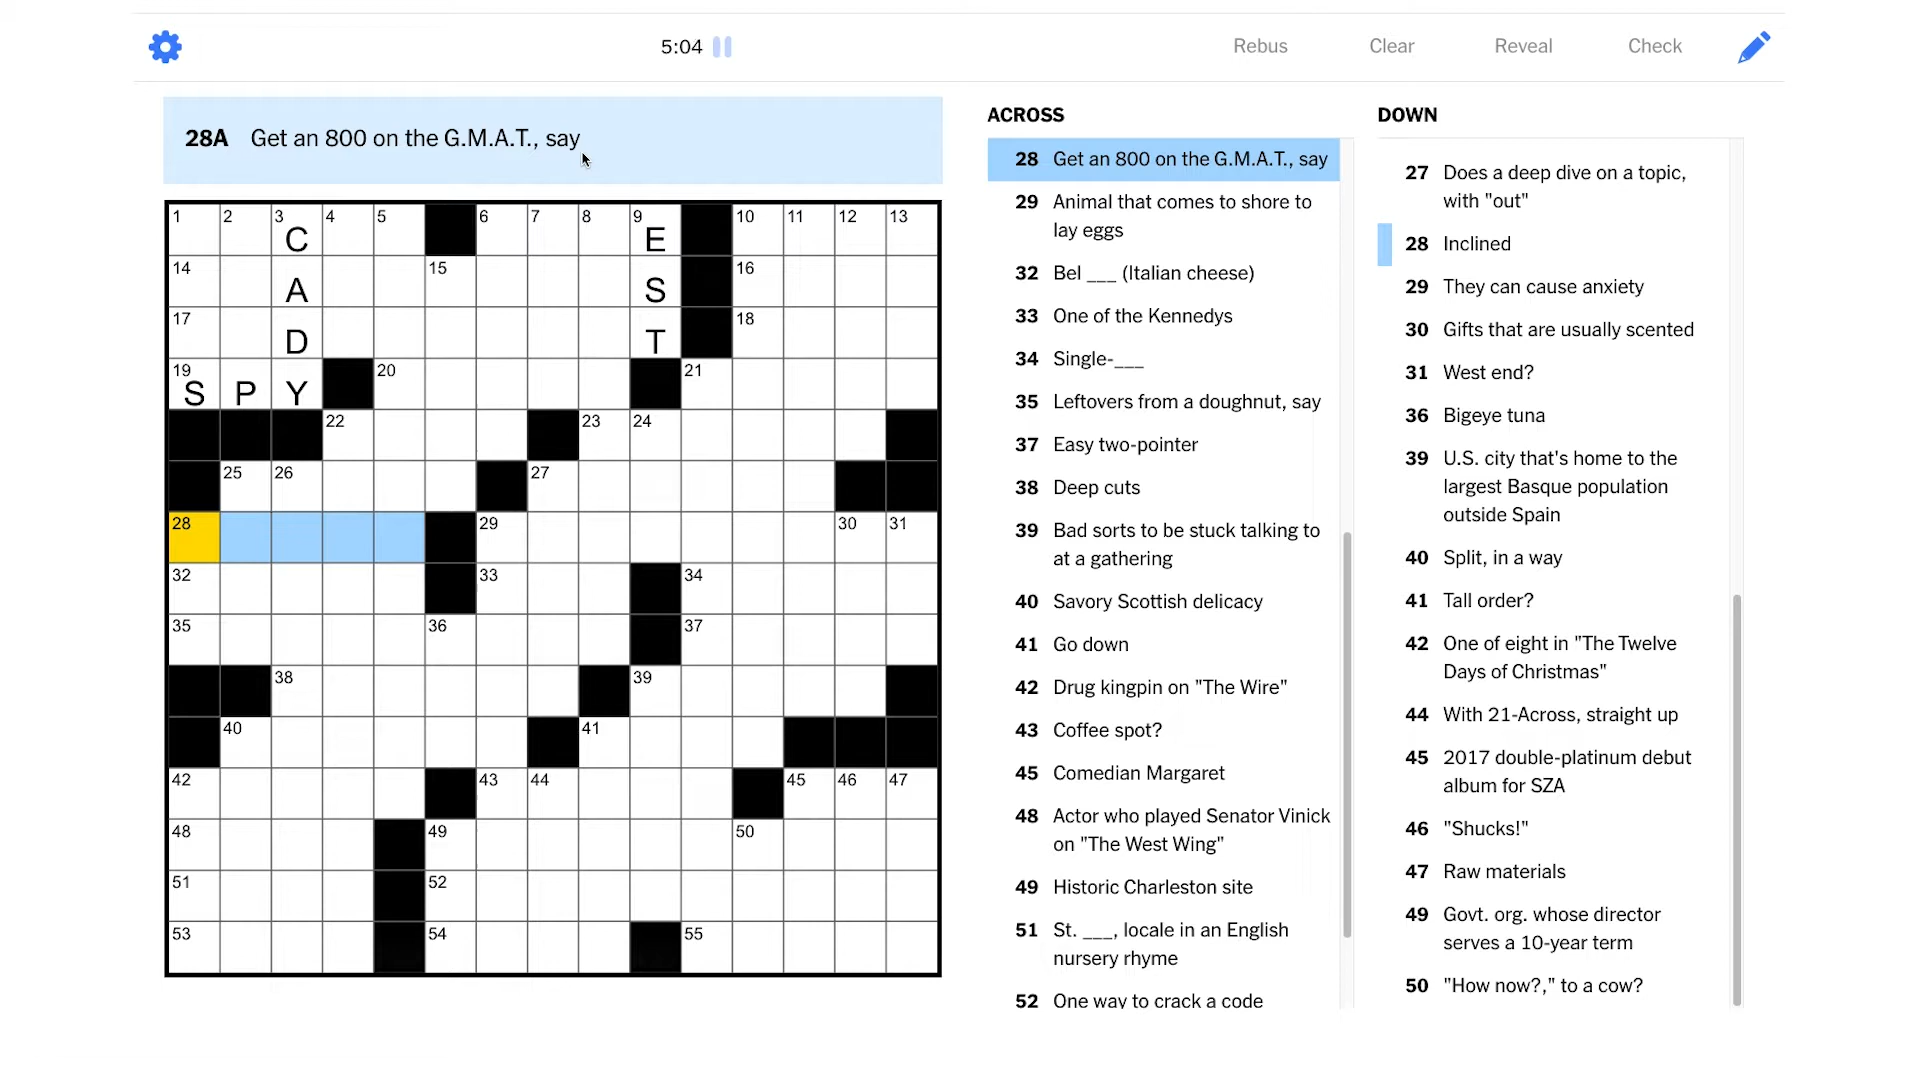 5:04
Rebus Clear Reveal Check
28A Get an 800 on the G.M.A.T., say
1 2 3 4 5 6 7 8 9 10 11 12 13
C E
14 15 16
A S
17 18
D T
19 20 21
S P Y
22 23 24
25 26 27
28 29 30 31
32 33 34
35 36 37
38 39
40 41
42 43 44 45 46 47
48 49 50
51 52
53 54 55
ACROSS
28 Get an 800 on the G.M.A.T., say
29 Animal that comes to shore to
lay eggs
32 Bel ___ (Italian cheese)
33 One of the Kennedys
34 Single-___
35 Leftovers from a doughnut, say
37 Easy two-pointer
38 Deep cuts
39 Bad sorts to be stuck talking to
at a gathering
40 Savory Scottish delicacy
41 Go down
42 Drug kingpin on "The Wire"
43 Coffee spot?
45 Comedian Margaret
48 Actor who played Senator Vinick
on "The West Wing"
49 Historic Charleston site
51 St. ___, locale in an English
nursery rhyme
52 One way to crack a code
DOWN
27 Does a deep dive on a topic,
with "out"
28 Inclined
29 They can cause anxiety
30 Gifts that are usually scented
31 West end?
36 Bigeye tuna
39 U.S. city that's home to the
largest Basque population
outside Spain
40 Split, in a way
41 Tall order?
42 One of eight in "The Twelve
Days of Christmas"
44 With 21-Across, straight up
45 2017 double-platinum debut
album for SZA
46 "Shucks!"
47 Raw materials
49 Govt. org. whose director
serves a 10-year term
50 "How now?," to a cow?